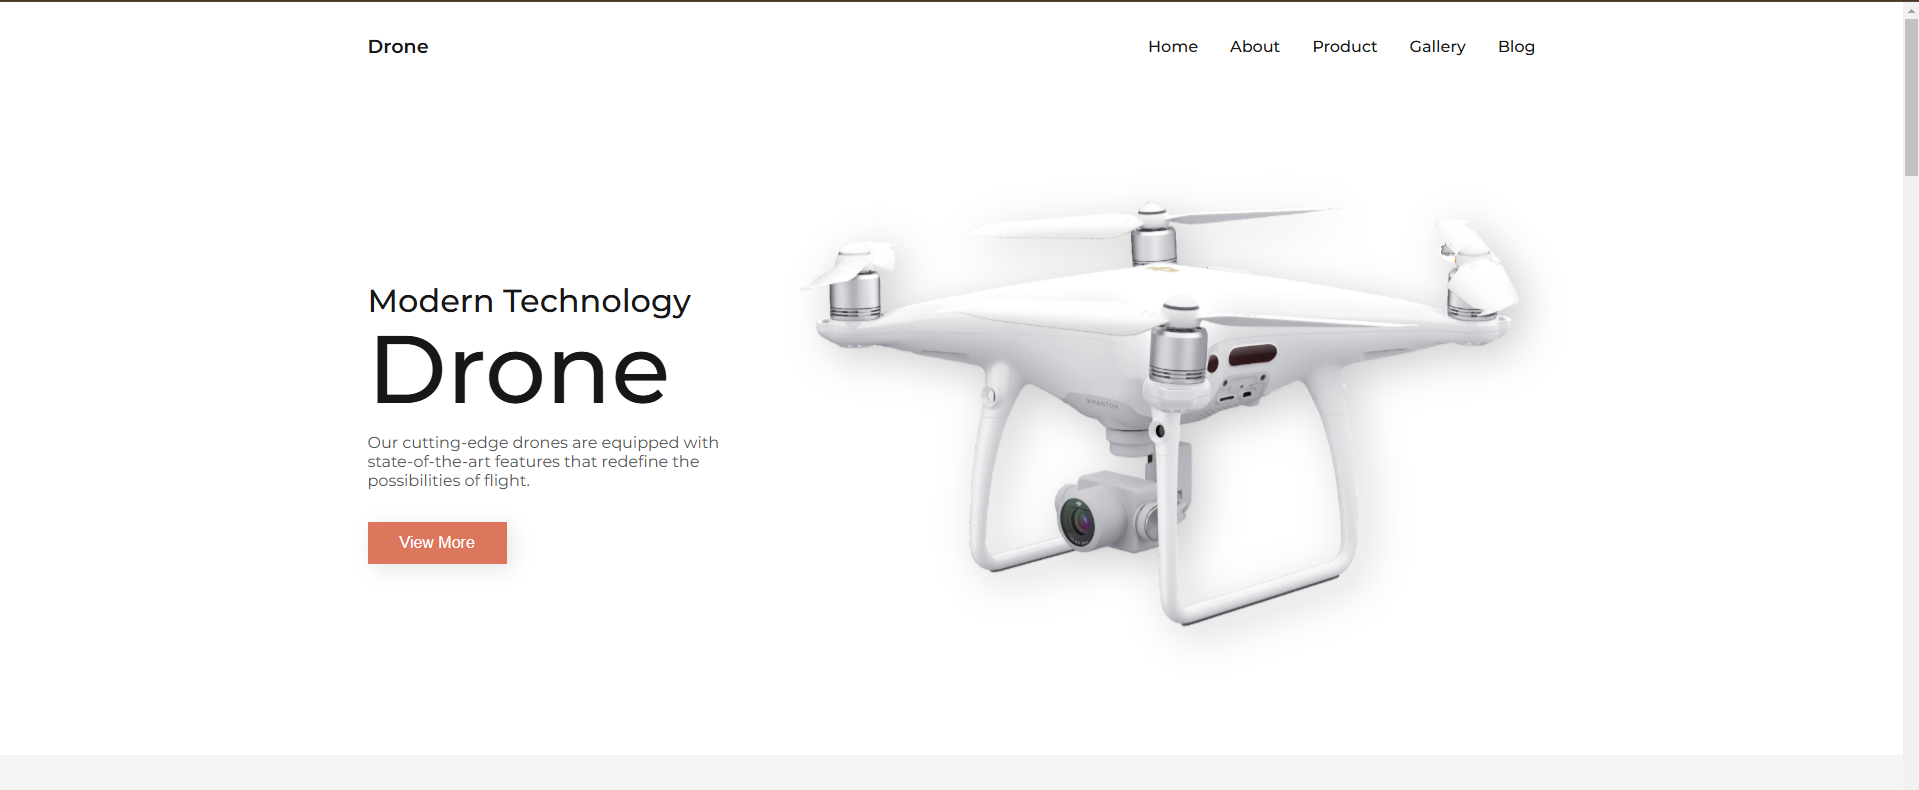 Drone
Home About Product Gallery Blog
Modern Technology
Drone
Our cutting-edge drones are equipped with
state-of-the-art features that redefine the
possibilities of flight.
View More
PHANTOM